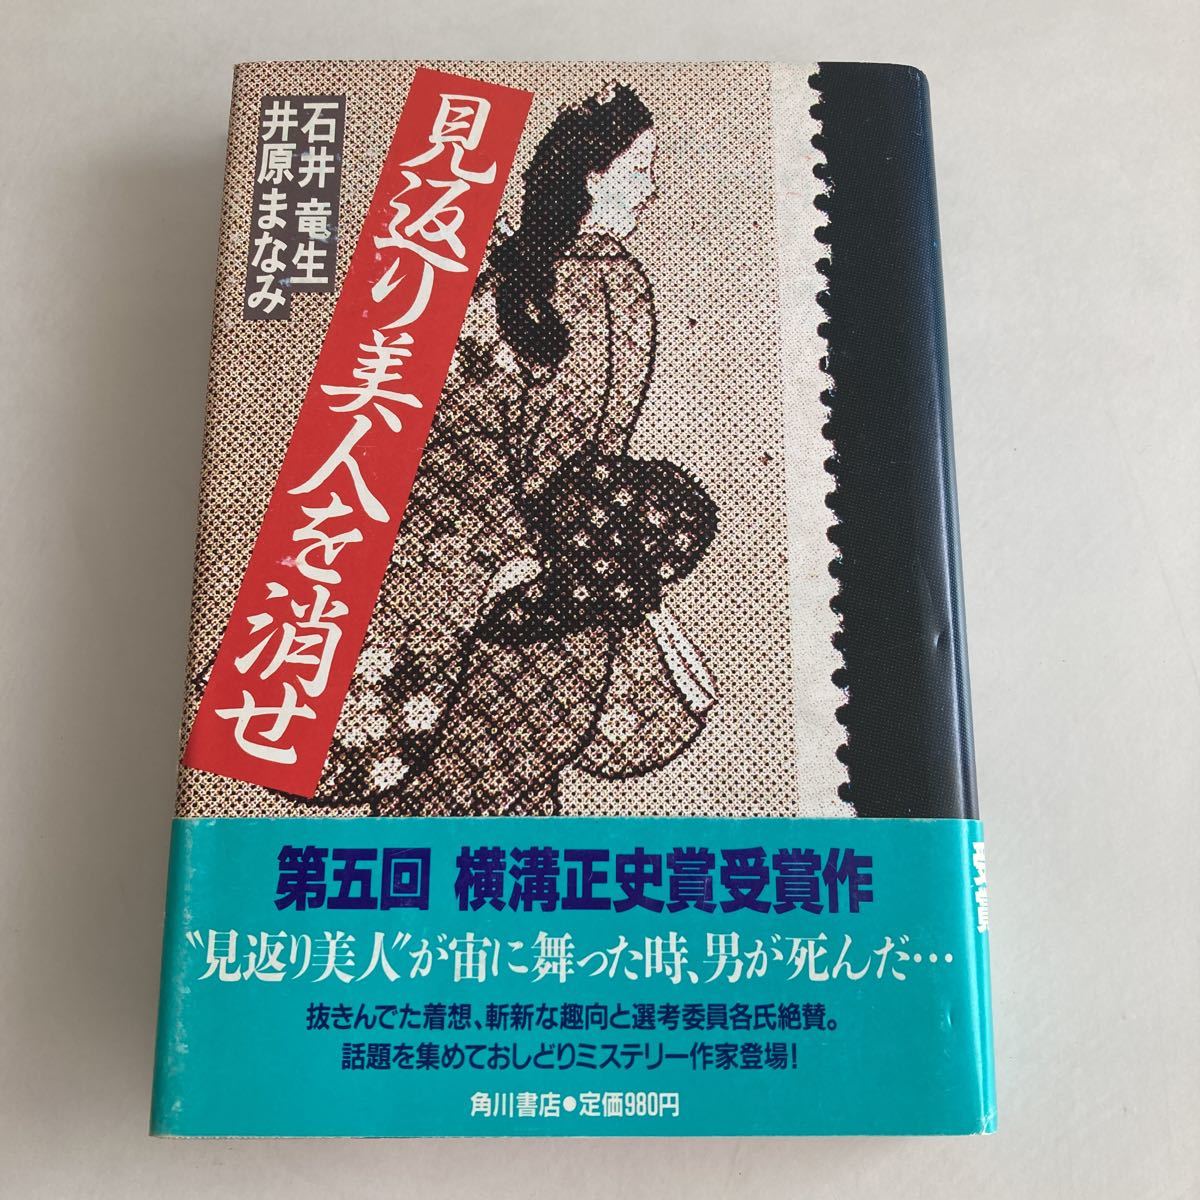 石井竜生
井原まなみ
見返り美人を消せ
第五回 横溝正史賞受賞作
〝見返り美人〟が宙に舞った時、男が死んだ…
抜きんでた着想、斬新な趣向と選考委員各氏絶賛。
話題を集めておしどりミステリー作家登場!
角川書店●定価980円
受賞